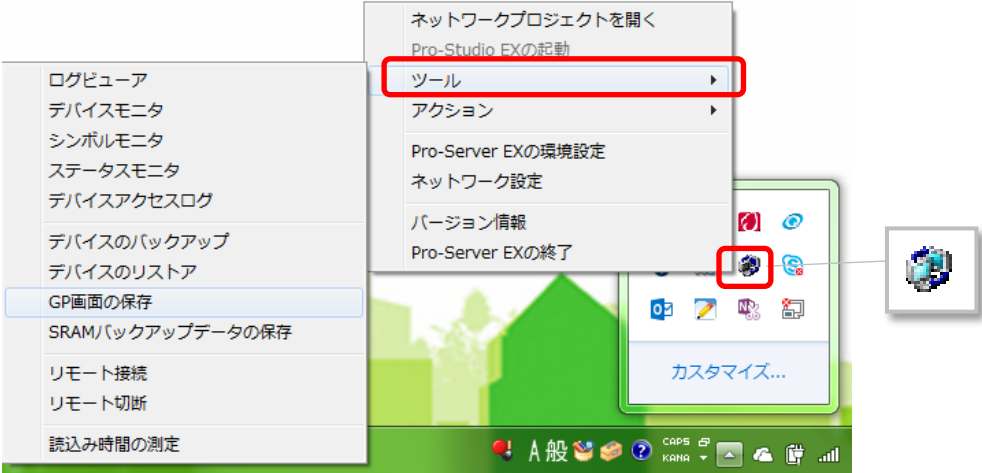 ネットワークプロジェクトを開く
Pro-Studio EXの起動
ツール
アクション
Pro-Server EXの環境設定
ネットワーク設定
バージョン情報
Pro-Server EXの終了
ログビューア
デバイスモニタ
シンボルモニタ
ステータスモニタ
デバイスアクセスログ
デバイスのバックアップ
デバイスのリストア
GP画面の保存
SRAMバックアップデータの保存
リモート接続
リモート切断
読込み時間の測定
カスタマイズ...
A 般
CAPS
KANA